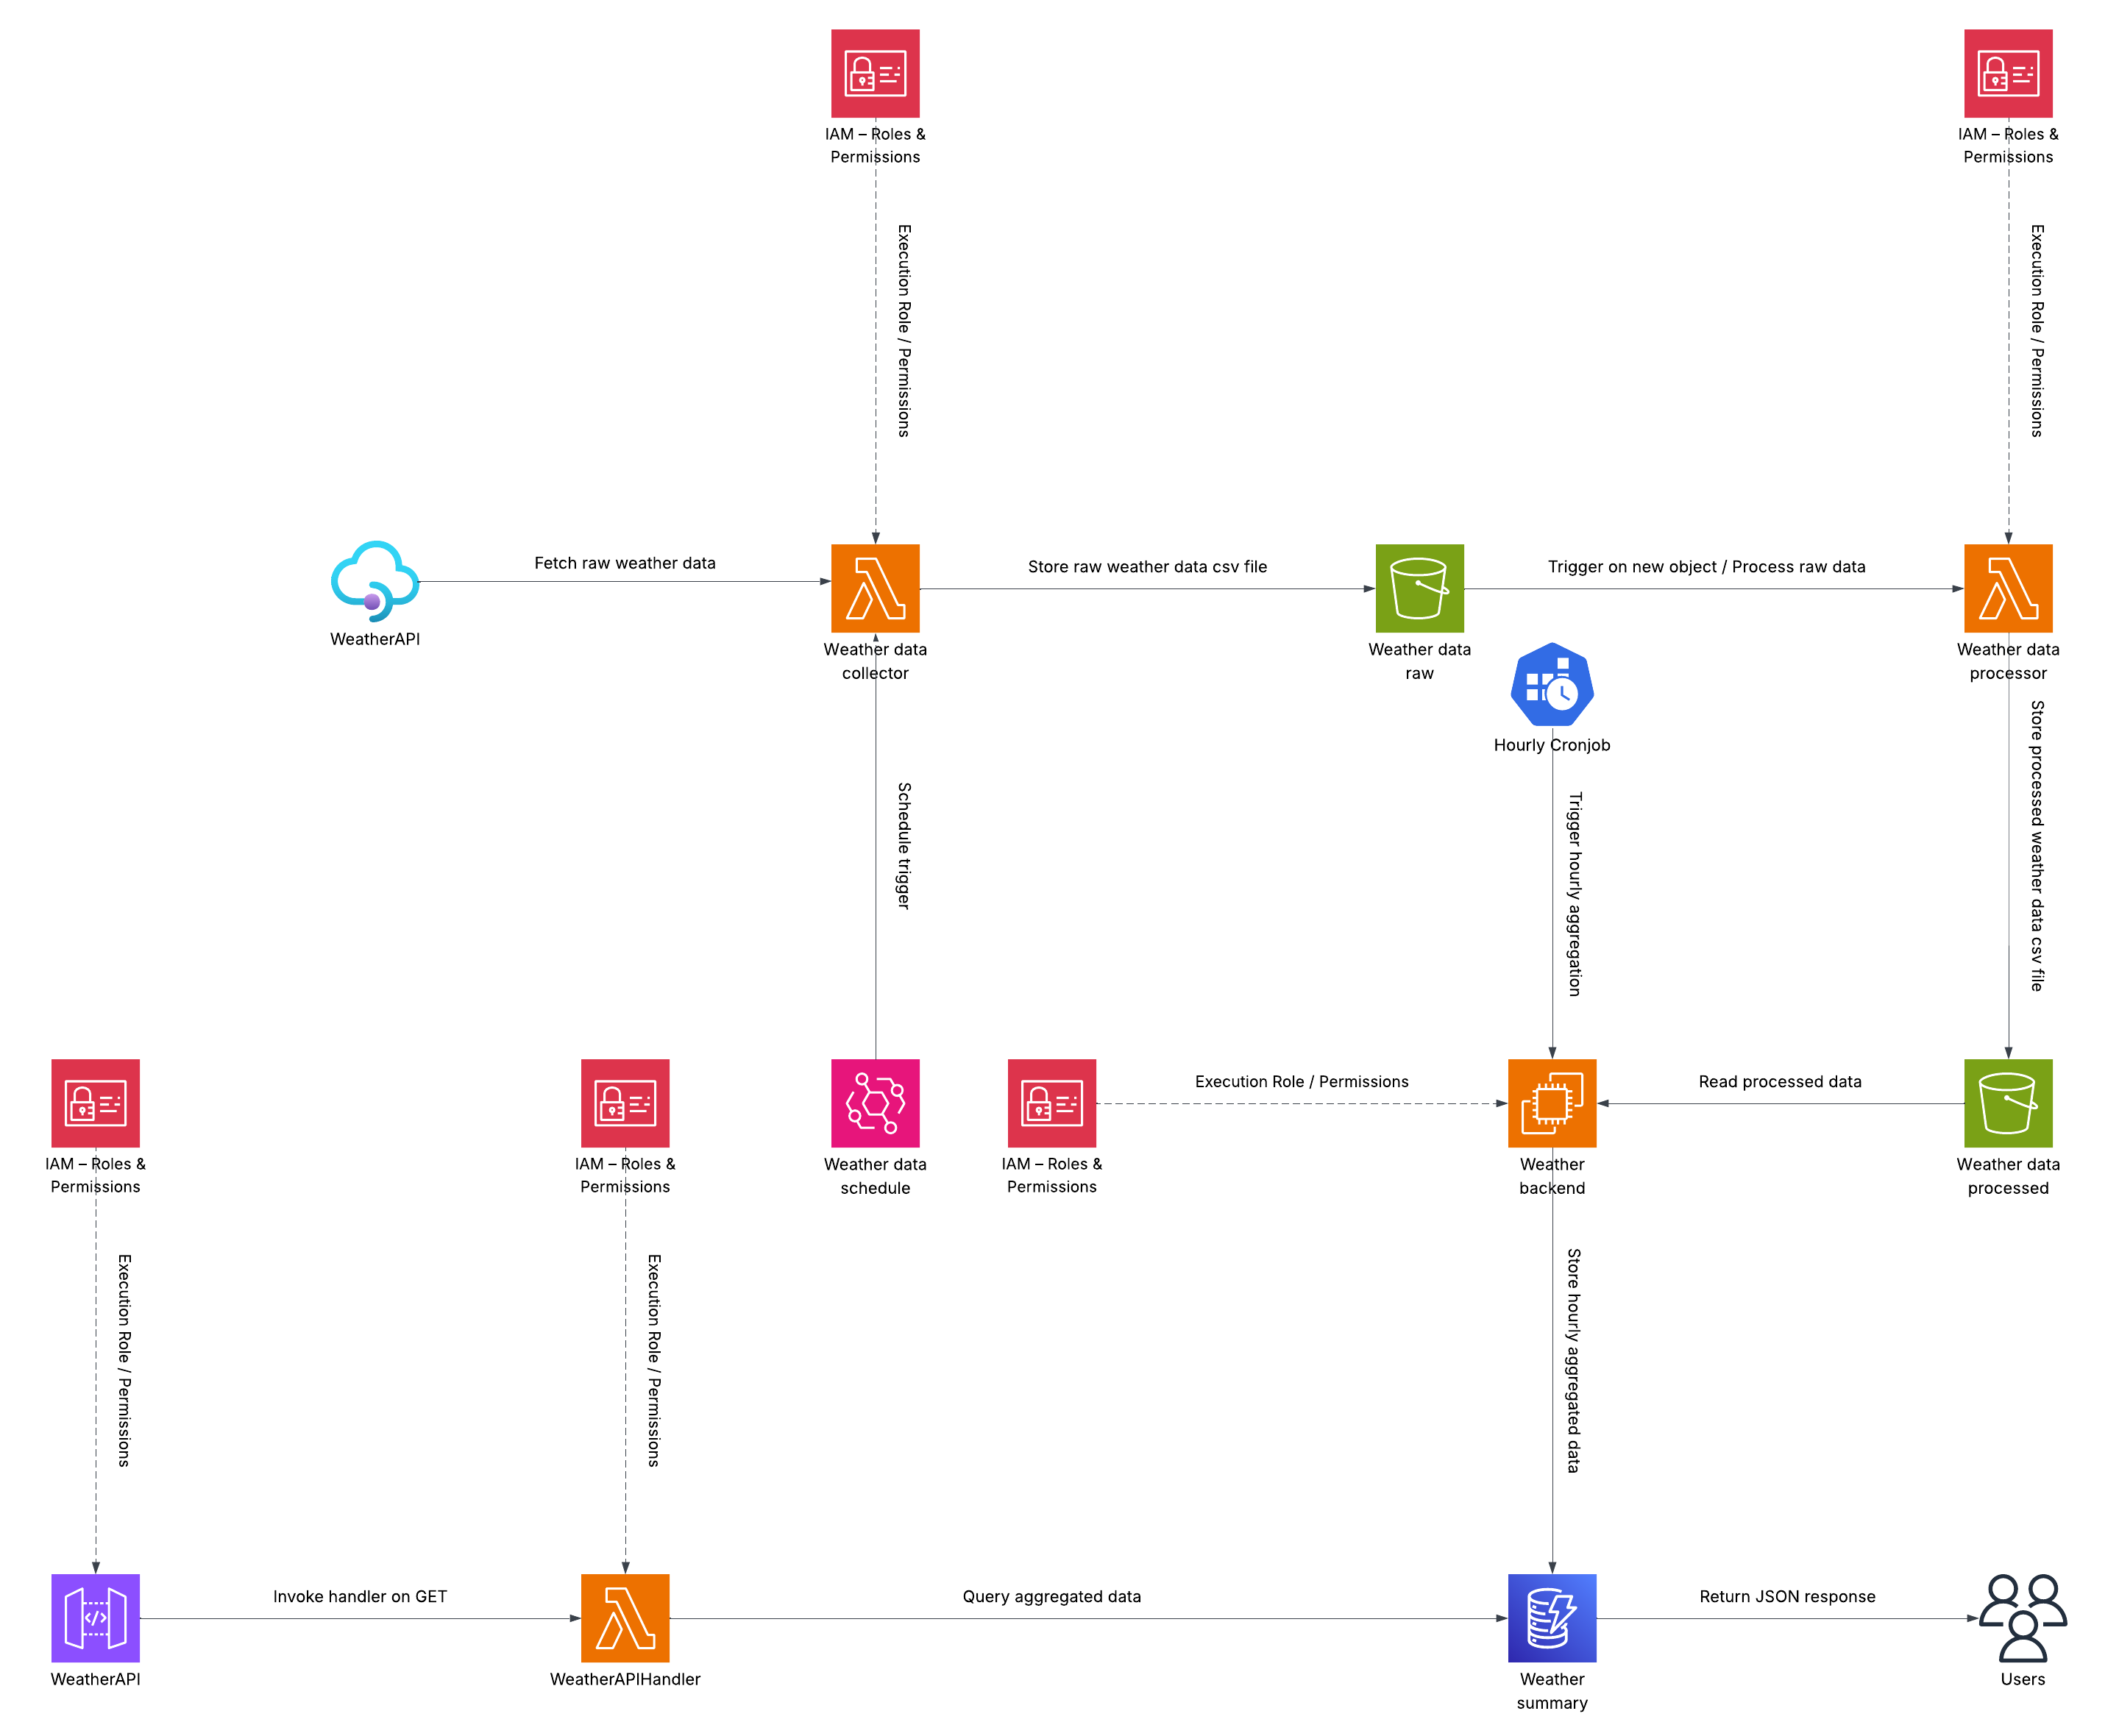 IAM – Roles &
Permissions
IAM – Roles &
Permissions
Execution Role / Permissions
Execution Role / Permissions
Fetch raw weather data
Store raw weather data csv file
Trigger on new object / Process raw data
WeatherAPI
Weather data
collector
Weather data
raw
Weather data
processor
Hourly Cronjob
Schedule trigger
Trigger hourly aggregation
Store processed weather data csv file
Execution Role / Permissions
Read processed data
IAM – Roles &
Permissions
IAM – Roles &
Permissions
Weather data
schedule
IAM – Roles &
Permissions
Weather
backend
Weather data
processed
Execution Role / Permissions
Execution Role / Permissions
Store hourly aggregated data
Invoke handler on GET
Query aggregated data
Return JSON response
WeatherAPI
WeatherAPIHandler
Weather
summary
Users